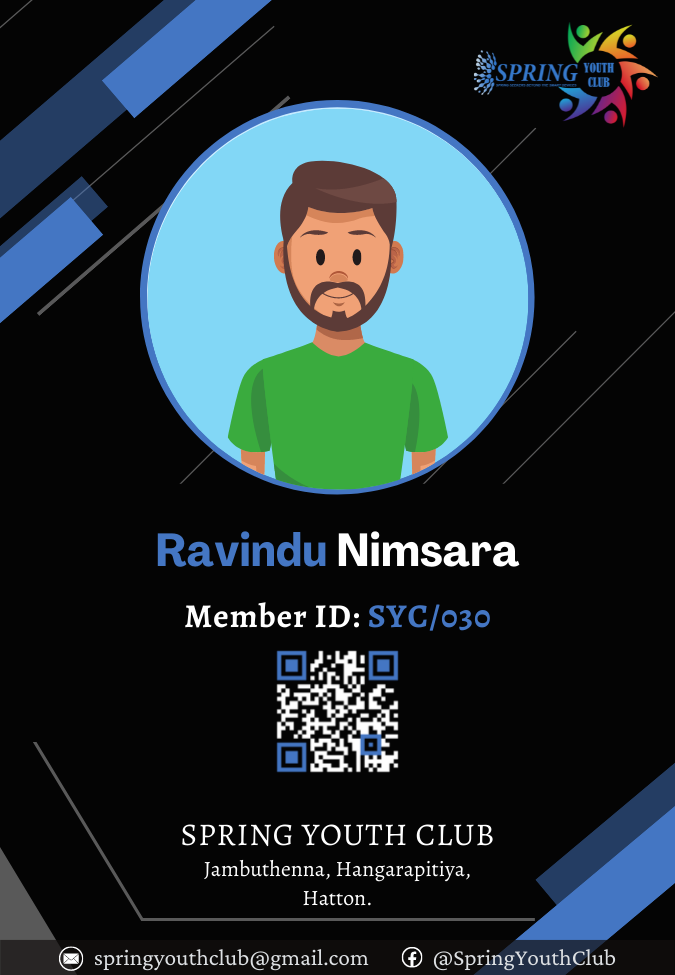 SPRING YOUTH
CLUB
Ravindu Nimsara
Member ID: SYC/030
SPRING YOUTH CLUB
Jambuthenna, Hangarapitiya,
Hatton.
springyouthclub@gmail.com @SpringYouthClub